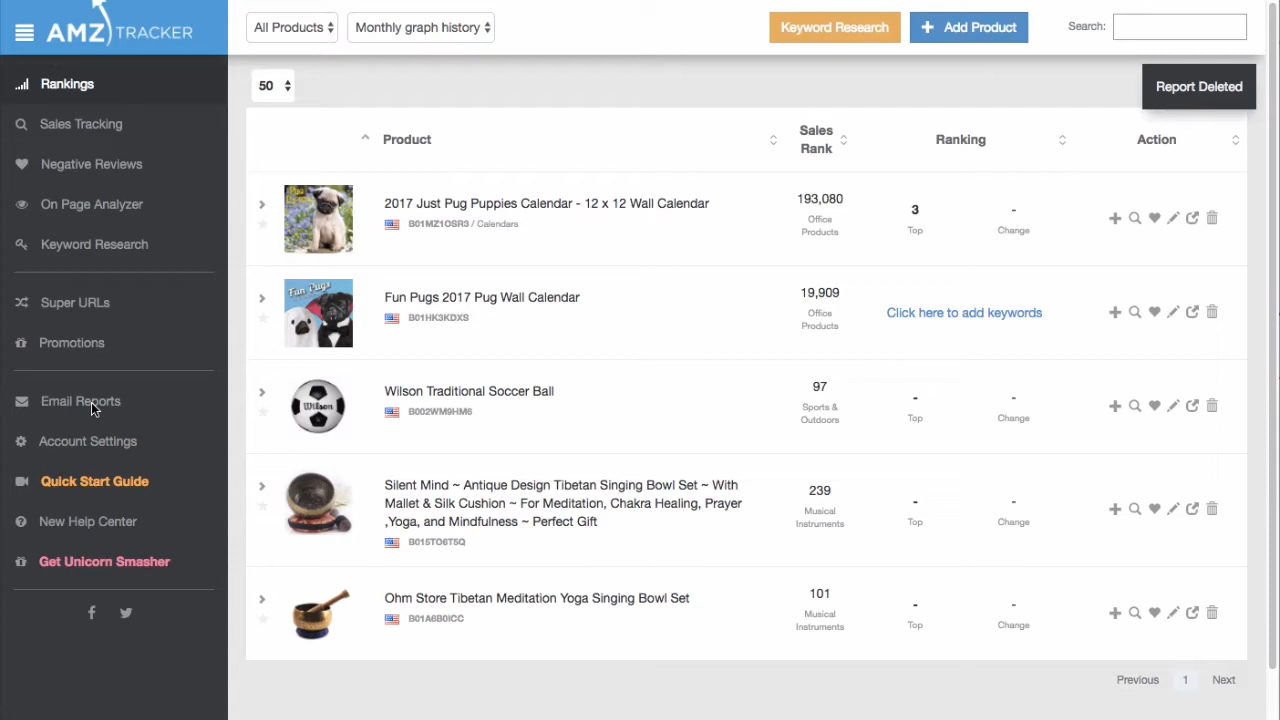 AMZ TRACKER
All Products
Monthly graph history
Keyword Research
Add Product
Search:
Rankings
Sales Tracking
Negative Reviews
On Page Analyzer
Keyword Research
Super URLs
Promotions
Email Reports
Account Settings
Quick Start Guide
New Help Center
Get Unicorn Smasher
50
Report Deleted
Product
Sales
Rank
Ranking
Action
2017 Just Pug Puppies Calendar - 12 x 12 Wall Calendar
B01MZ1OSR3 / Calendars
193,080
Office
Products
3
Top
-
Change
Fun Pugs
Fun Pugs 2017 Pug Wall Calendar
B01HK3KDXS
19,909
Office
Products
Click here to add keywords
Wilson
Wilson Traditional Soccer Ball
B002WM9HM6
97
Sports &
Outdoors
-
Top
-
Change
Silent Mind ~ Antique Design Tibetan Singing Bowl Set ~ With
Mallet & Silk Cushion ~ For Meditation, Chakra Healing, Prayer
,Yoga, and Mindfulness ~ Perfect Gift
B015TO6T5Q
239
Musical
Instruments
-
Top
-
Change
Ohm Store Tibetan Meditation Yoga Singing Bowl Set
B01A6B0ICC
101
Musical
Instruments
-
Top
-
Change
Previous
1
Next